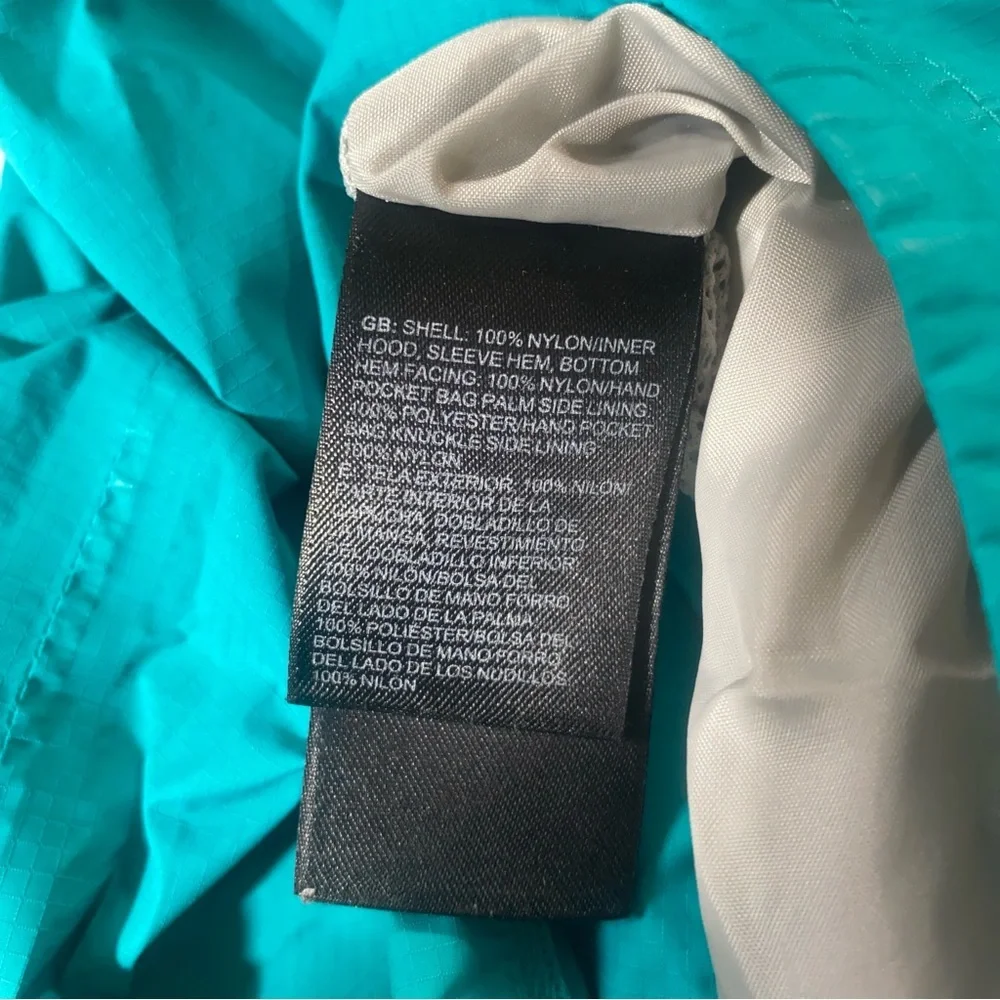 GB: SHELL: 100% NYLON/INNER
HOOD, SLEEVE HEM, BOTTOM
HEM FACING: 100% NYLON/HAND
POCKET BAG PALM SIDE LINING:
100% POLYESTER/HAND POCKET
BAG KNUCKLE SIDE LINING:
100% NYLON
E: TELA EXTERIOR: 100% NILON/
PARTE INTERIOR DE LA
CAPUCHA, DOBLADILLO DE
MANGA, REVESTIMIENTO
DEL DOBLADILLO INFERIOR:
100% NILON/BOLSA DEL
BOLSILLO DE MANO FORRO
DEL LADO DE LA PALMA:
100% POLIESTER/BOLSA DEL
BOLSILLO DE MANO FORRO
DEL LADO DE LOS NUDILLOS:
100% NILON